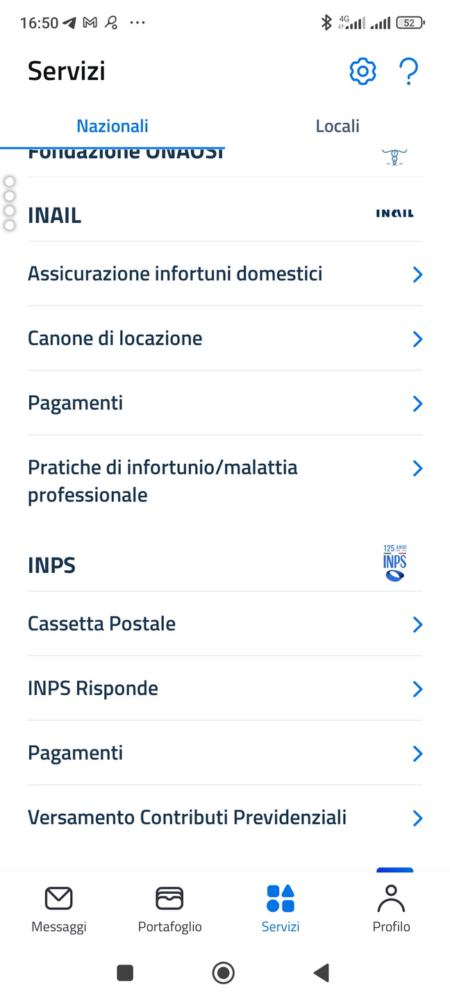 16:50
4G
52
Servizi
Nazionali
Locali
Fondazione ONAOSI
INAIL
INAIL
Assicurazione infortuni domestici
Canone di locazione
Pagamenti
Pratiche di infortunio/malattia
professionale
125 ANNI
INPS
INPS
Cassetta Postale
INPS Risponde
Pagamenti
Versamento Contributi Previdenziali
Messaggi
Portafoglio
Servizi
Profilo